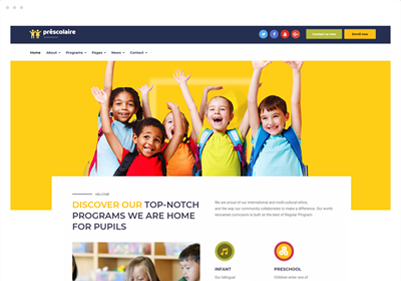 préscolaire
Contact us now
Enroll now
Home About Programs Pages News Contact
WELCOME
DISCOVER OUR TOP-NOTCH
PROGRAMS WE ARE HOME
FOR PUPILS
We are proud of our international and multi-cultural ethos,
and the way our community collaborates to make a difference. Our world
renowned curriculum is built on the best of Regular Program.
INFANT
Our bilingual
PRESCHOOL
Children enter one of